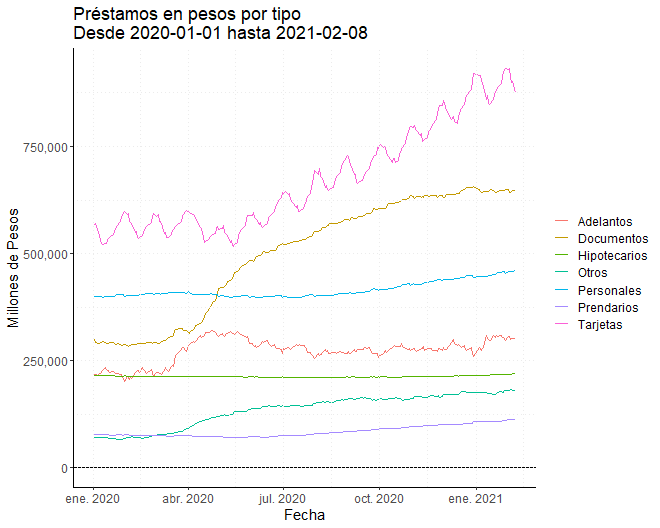 Préstamos en pesos por tipo
Desde 2020-01-01 hasta 2021-02-08
Millones de Pesos
750,000
500,000
250,000
0
ene. 2020
abr. 2020
jul. 2020
oct. 2020
ene. 2021
Fecha
Adelantos
Documentos
Hipotecarios
Otros
Personales
Prendarios
Tarjetas